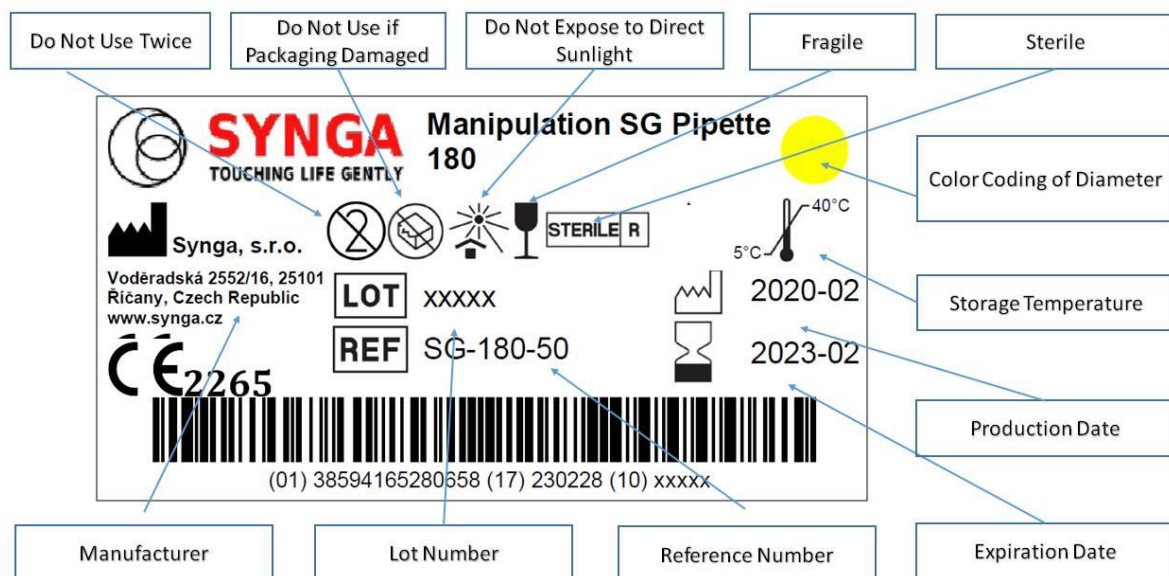 Do Not Use Twice
Do Not Use if
Packaging Damaged
Do Not Expose to Direct
Sunlight
Fragile
Sterile
SYNGA
TOUCHING LIFE GENTLY
Manipulation SG Pipette
180
Color Coding of Diameter
2
STERILE R
40°C
5°C
Synga, s.r.o.
Voděradská 2552/16, 25101
Říčany, Czech Republic
www.synga.cz
LOT xxxxx
2020-02
Storage Temperature
REF SG-180-50
2023-02
CE 2265
Production Date
(01) 38594165280658 (17) 230228 (10) xxxxx
Manufacturer
Lot Number
Reference Number
Expiration Date